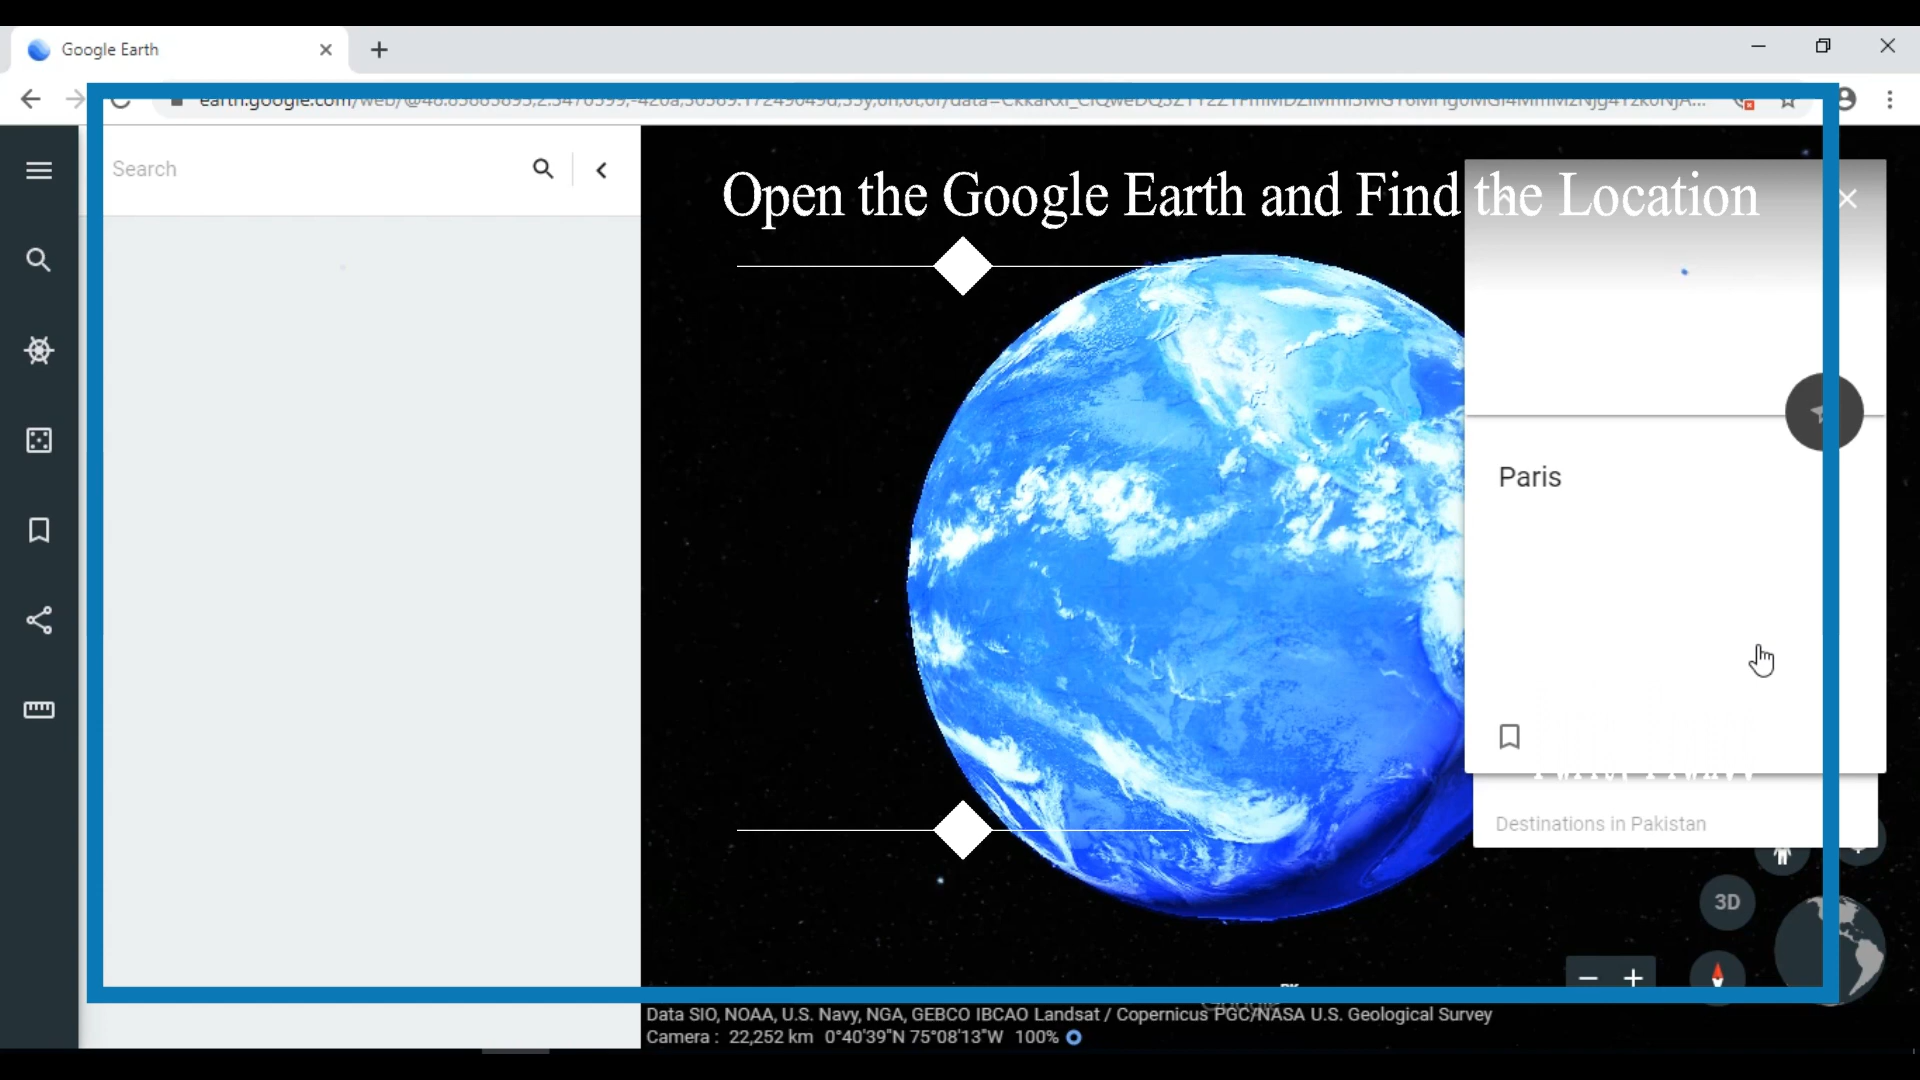 Google Earth
Search
Open the Google Earth and Find the Location
Paris
Destinations in Pakistan
3D
Data SIO, NOAA, U.S. Navy, NGA, GEBCO IBCAO Landsat / Copernicus PGC/NASA U.S. Geological Survey
Camera : 22,252 km 0°40'39"N 75°08'13"W 100%